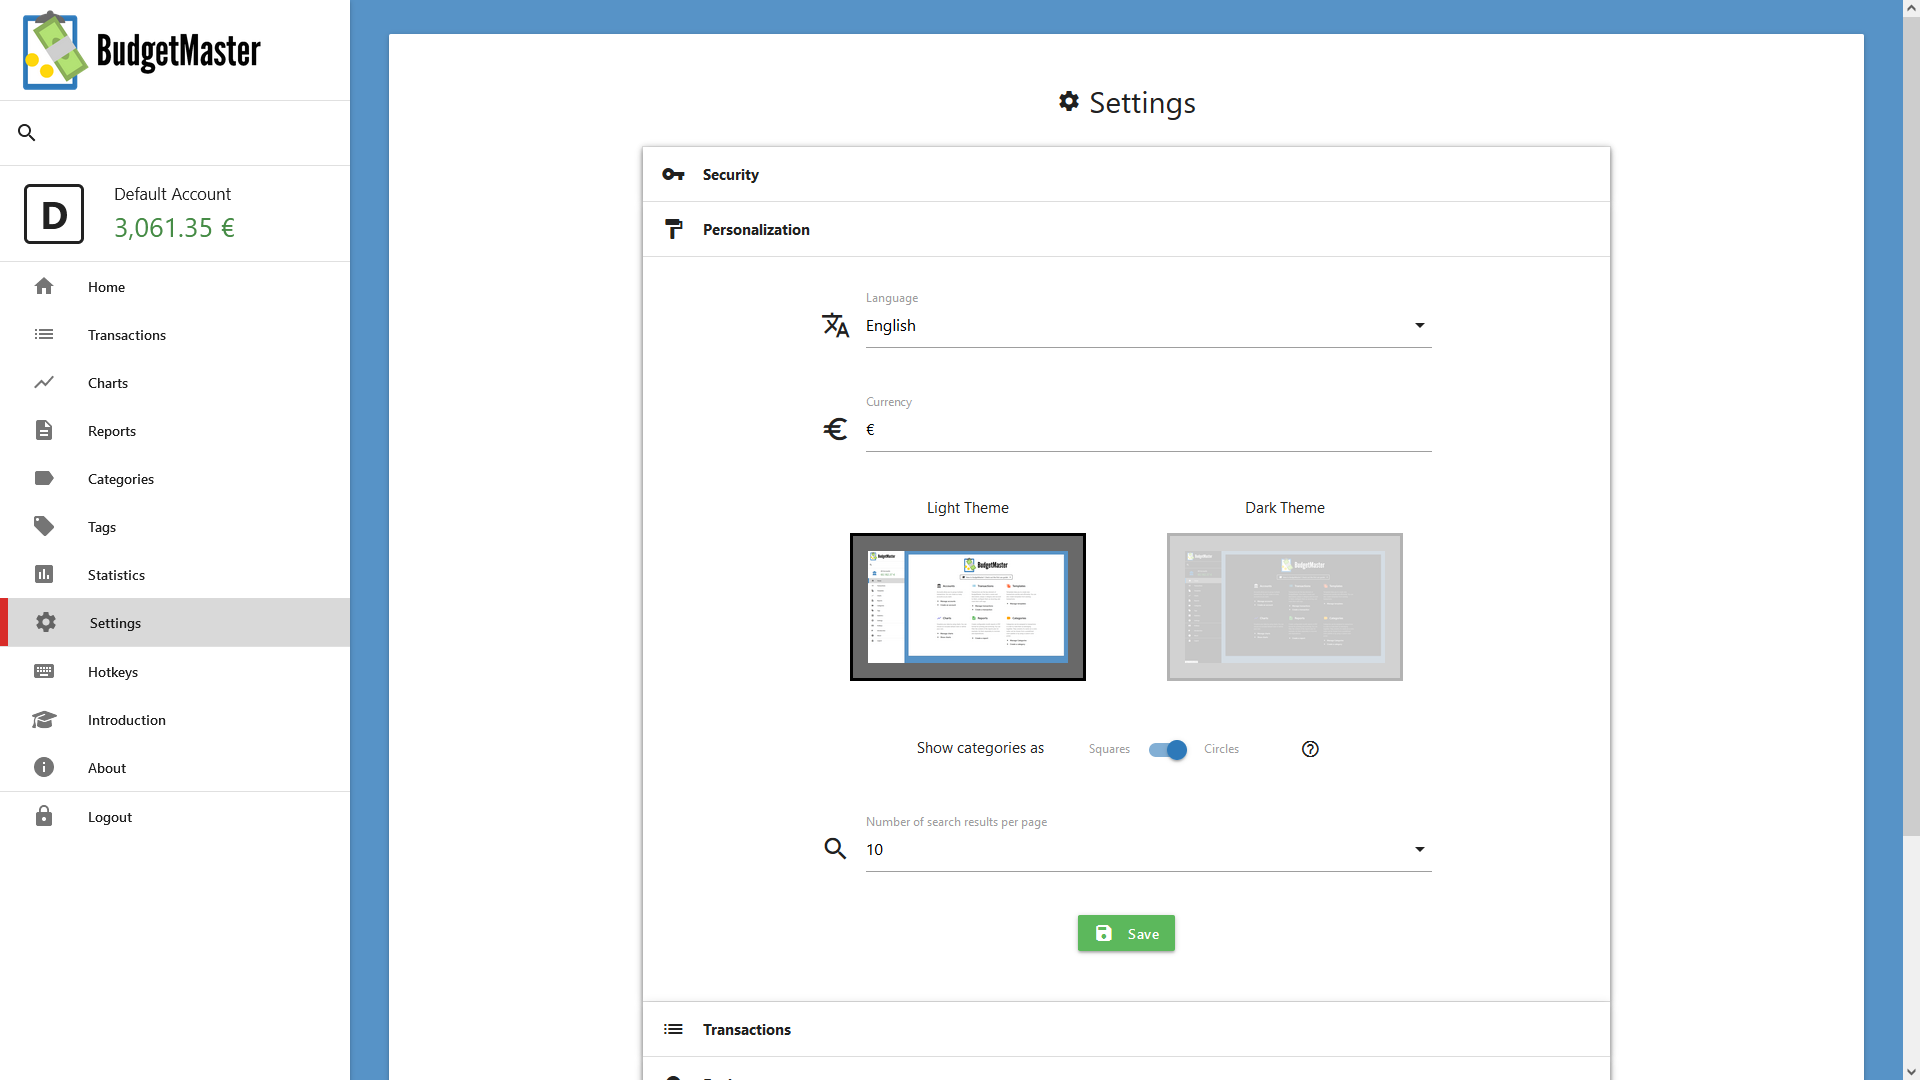 BudgetMaster
D
Default Account
3,061.35 €
Home
Transactions
Charts
Reports
Categories
Tags
Statistics
Settings
Hotkeys
Introduction
About
Logout
Settings
Security
Personalization
Language
English
Currency
€
Light Theme
Dark Theme
BudgetMaster
BudgetMaster
Show categories as
Squares
Circles
Number of search results per page
10
Save
Transactions